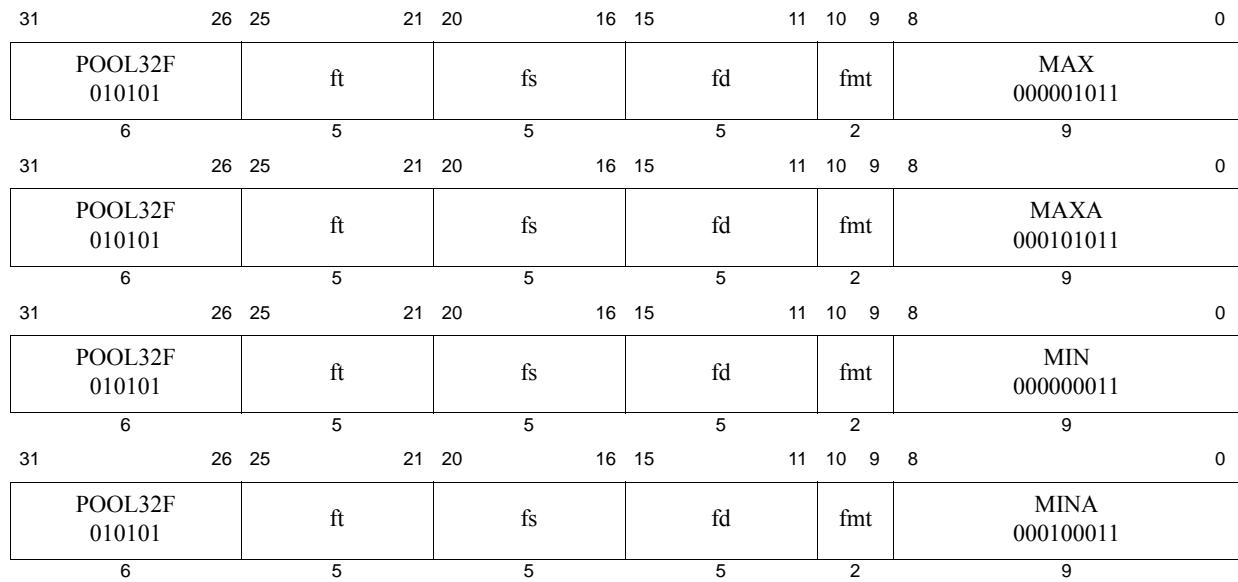 31 26 25 21 20 16 15 11 10 9 8 0
POOL32F ft fs fd fmt MAX
010101 000001011
6 5 5 5 2 9
31 26 25 21 20 16 15 11 10 9 8 0
POOL32F ft fs fd fmt MAXA
010101 000101011
6 5 5 5 2 9
31 26 25 21 20 16 15 11 10 9 8 0
POOL32F ft fs fd fmt MIN
010101 000000011
6 5 5 5 2 9
31 26 25 21 20 16 15 11 10 9 8 0
POOL32F ft fs fd fmt MINA
010101 000100011
6 5 5 5 2 9